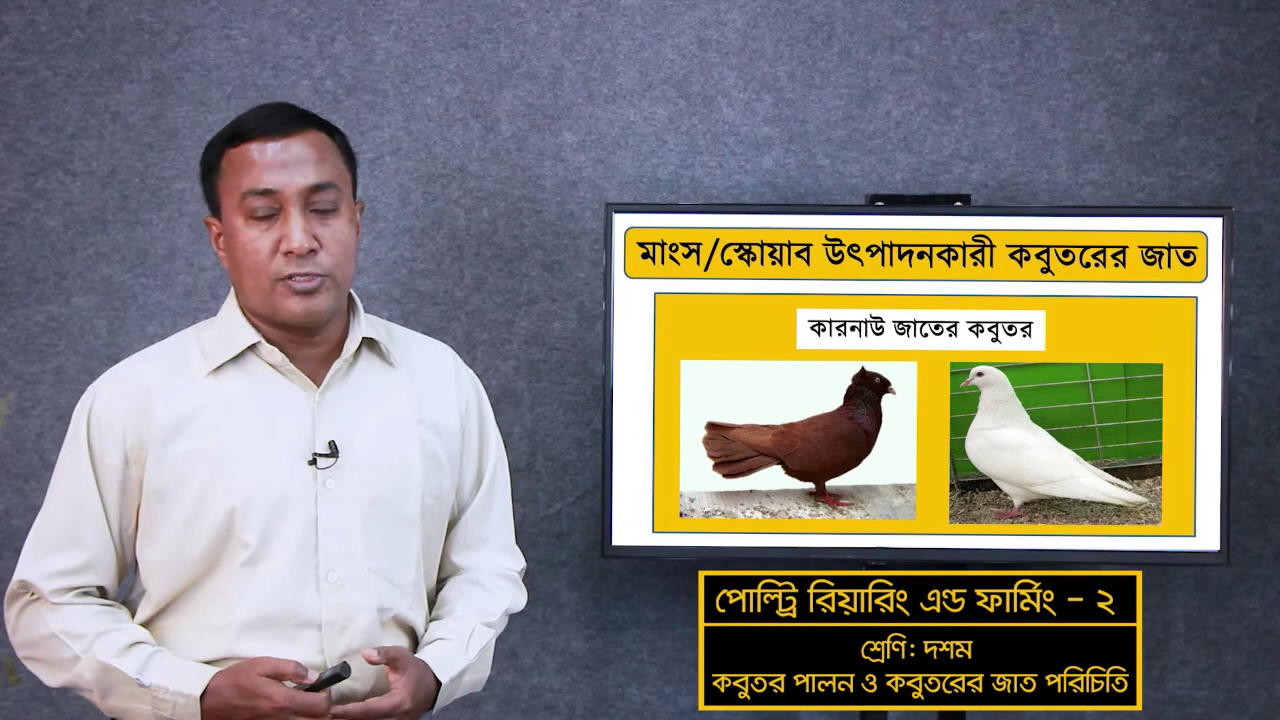 মাংস/স্কোয়াব উৎপাদনকারী কবুতরের জাত
কারনাউ জাতের কবুতর
পোল্ট্রি রিয়ারিং এন্ড ফার্মিং - ২
শ্রেণি: দশম
কবুতর পালন ও কবুতরের জাত পরিচিতি